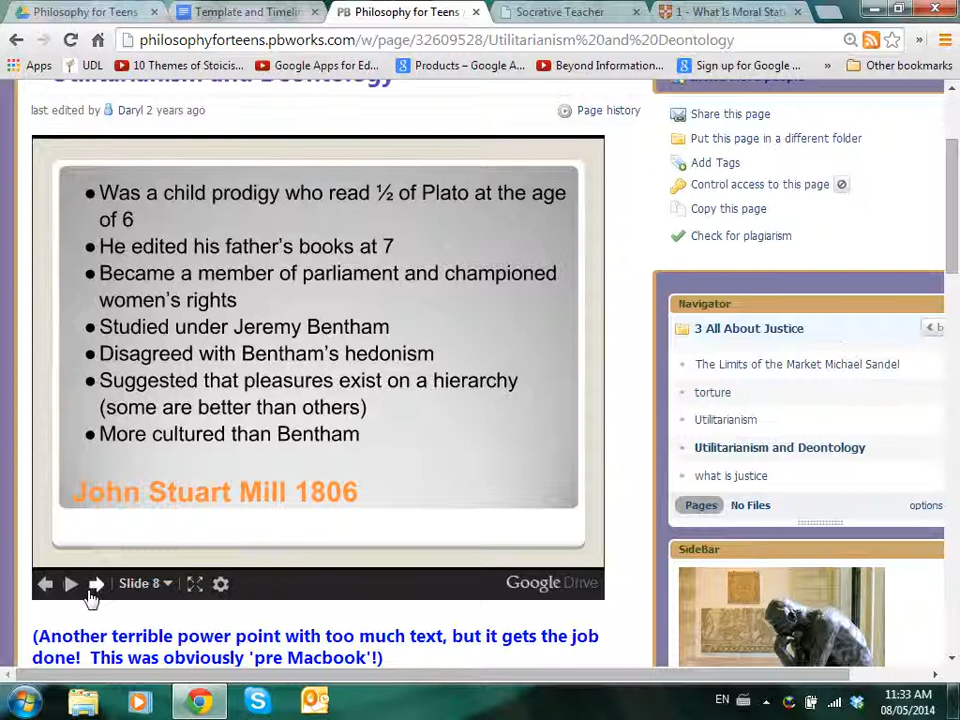 Philosophy for Teens
Template and Timelin
PB Philosophy for Teens /
Socrative Teacher
1 - What Is Moral Stat
philosophyforteens.pbworks.com/w/page/32609528/Utilitarianism%20and%20Deontology
Apps
UDL
10 Themes of Stoicis...
Google Apps for Ed...
Products – Google...
Beyond Information...
Sign up for Google ...
»
Other bookmarks
last edited by Daryl 2 years ago
Page history
●Was a child prodigy who read ½ of Plato at the age
of 6
●He edited his father's books at 7
●Became a member of parliament and championed
women's rights
●Studied under Jeremy Bentham
●Disagreed with Bentham's hedonism
●Suggested that pleasures exist on a hierarchy
(some are better than others)
●More cultured than Bentham
John Stuart Mill 1806
Slide 8
Google Drive
(Another terrible power point with too much text, but it gets the job
done!  This was obviously 'pre Macbook'!)
Share this page
Put this page in a different folder
Add Tags
Control access to this page
Copy this page
Check for plagiarism
Navigator
3 All About Justice
b
The Limits of the Market Michael Sandel
torture
Utilitarianism
Utilitarianism and Deontology
what is justice
Pages
No Files
options
SideBar
EN
11:33 AM
08/05/2014